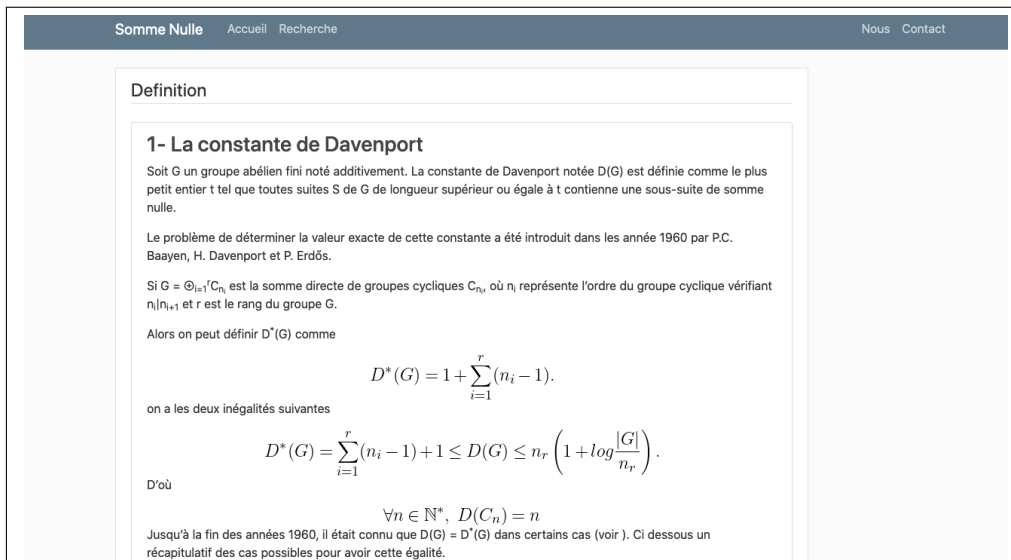 Somme Nulle Accueil Recherche Nous Contact
Definition
1- La constante de Davenport
Soit G un groupe abélien fini noté additivement. La constante de Davenport notée D(G) est définie comme le plus
petit entier t tel que toutes suites S de G de longueur supérieur ou égale à t contienne une sous-suite de somme
nulle.
Le problème de déterminer la valeur exacte de cette constante a été introduit dans les année 1960 par P.C.
Baayen, H. Davenport et P. Erdős.
Si G = ⊕ᵢ₌₁ʳCₙᵢ est la somme directe de groupes cycliques Cₙᵢ, où nᵢ représente l'ordre du groupe cyclique vérifiant
nᵢ|nᵢ₊₁ et r est le rang du groupe G.
Alors on peut définir D*(G) comme
D*(G) = 1 + ∑_{i=1}^{r} (nᵢ − 1).
on a les deux inégalités suivantes
D*(G) = ∑_{i=1}^{r} (nᵢ − 1) + 1 ≤ D(G) ≤ nᵣ (1 + log |G|/nᵣ).
D'où
∀n ∈ ℕ*, D(Cₙ) = n
Jusqu'à la fin des années 1960, il était connu que D(G) = D*(G) dans certains cas (voir ). Ci dessous un
récapitulatif des cas possibles pour avoir cette égalité.